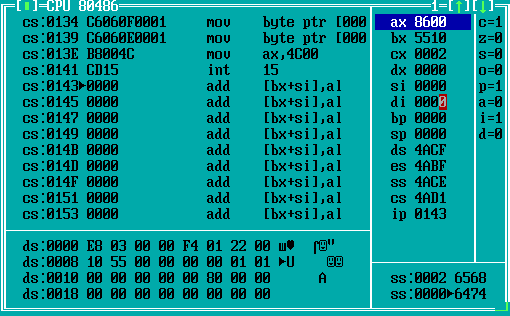 [■]=CPU 80486 1=[↑][↓]
cs:0134 C6060F0001 mov byte ptr [000
cs:0139 C6060E0001 mov byte ptr [000
cs:013E B8004C mov ax,4C00
cs:0141 CD15 int 15
cs:0143►0000 add [bx+si],al
cs:0145 0000 add [bx+si],al
cs:0147 0000 add [bx+si],al
cs:0149 0000 add [bx+si],al
cs:014B 0000 add [bx+si],al
cs:014D 0000 add [bx+si],al
cs:014F 0000 add [bx+si],al
cs:0151 0000 add [bx+si],al
cs:0153 0000 add [bx+si],al
ax 8600 c=1
bx 5510 z=0
cx 0002 s=0
dx 0000 o=0
si 0000 p=1
di 0000 a=0
bp 0000 i=1
sp 0000 d=0
ds 4ACF
es 4ABF
ss 4ACE
cs 4AD1
ip 0143
ds:0000 E8 03 00 00 F4 01 22 00 ш♥ ⌠☺"
ds:0008 10 55 00 00 00 00 01 01 ►U ☺☺
ds:0010 00 00 00 00 00 80 00 00 А
ds:0018 00 00 00 00 00 00 00 00
ss:0002 6568
ss:0000►6474